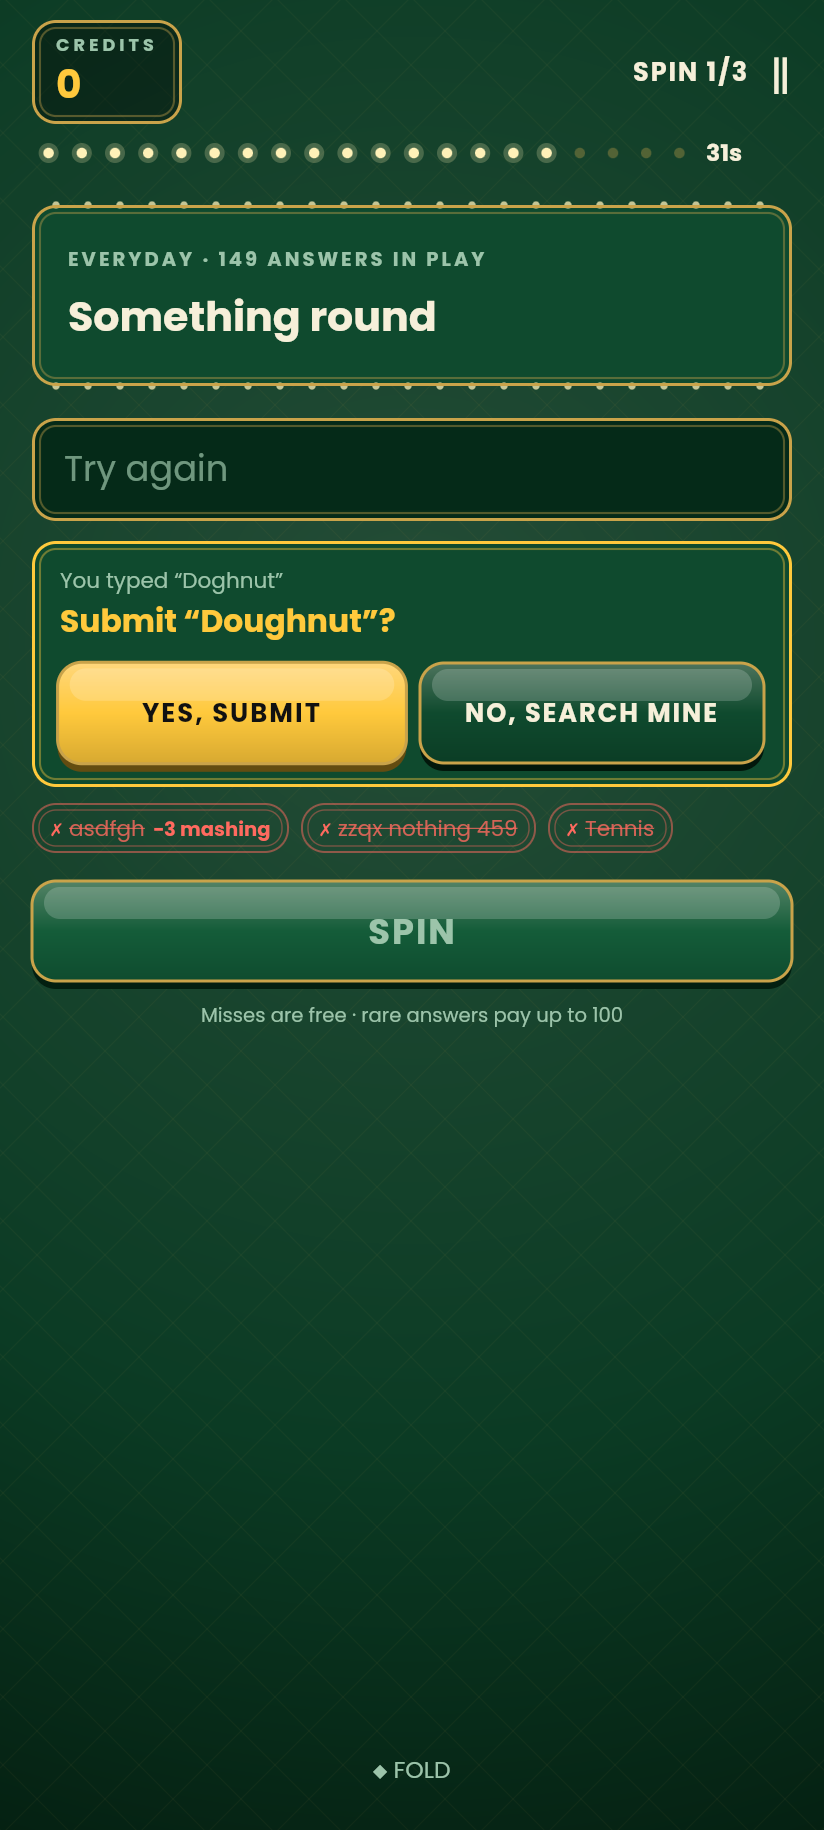 CREDITS
0
SPIN 1/3
31s
EVERYDAY · 149 ANSWERS IN PLAY
Something round
Try again
You typed “Doghnut”
Submit “Doughnut”?
YES, SUBMIT
NO, SEARCH MINE
✗ asdfgh -3 mashing
✗ zzqx nothing 459
✗ Tennis
SPIN
Misses are free · rare answers pay up to 100
◆ FOLD